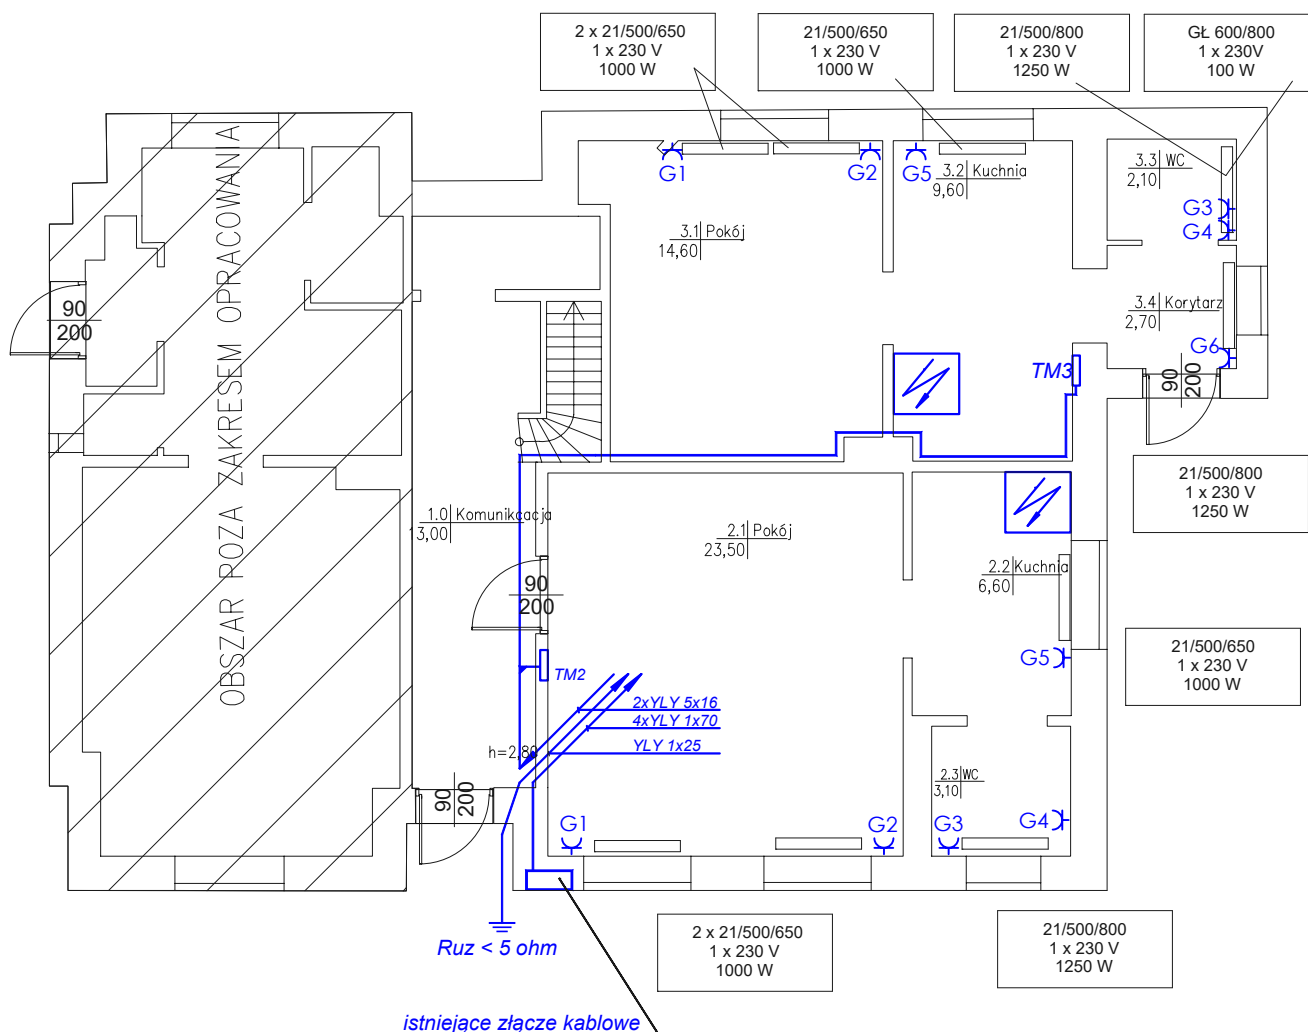 2 x 21/500/650
1 x 230 V
1000 W
21/500/650
1 x 230 V
1000 W
21/500/800
1 x 230 V
1250 W
GŁ 600/800
1 x 230V
100 W
OBSZAR POZA ZAKRESEM OPRACOWANIA
G1
G2
G5
3.2 Kuchnia
9,60
3.3 WC
2,10
G3
G4
3.1 Pokój
14,60
90
200
3.4 Korytarz
2,70
G6
TM3
90
200
21/500/800
1 x 230 V
1250 W
1.0 Komunikacja
13,00
2.1 Pokój
23,50
2.2 Kuchnia
6,60
90
200
21/500/650
1 x 230 V
1000 W
G5
TM2
2xYLY 5x16
4xYLY 1x70
YLY 1x25
h=2,80
2.3 WC
3,10
90
200
G1
G2
G3
G4
Ruz < 5 ohm
2 x 21/500/650
1 x 230 V
1000 W
21/500/800
1 x 230 V
1250 W
istniejące złącze kablowe